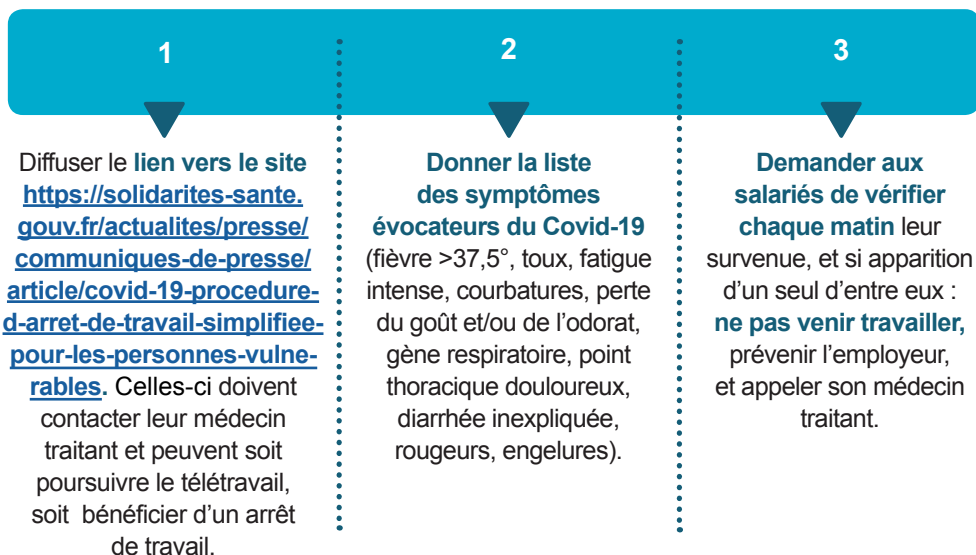 1
Diffuser le lien vers le site
https://solidarites-sante.
gouv.fr/actualites/presse/
communiques-de-presse/
article/covid-19-procedure-
d-arret-de-travail-simplifiee-
pour-les-personnes-vulne-
rables. Celles-ci doivent
contacter leur médecin
traitant et peuvent soit
poursuivre le télétravail,
soit bénéficier d’un arrêt
de travail.
2
Donner la liste
des symptômes
évocateurs du Covid-19
(fièvre >37,5°, toux, fatigue
intense, courbatures, perte
du goût et/ou de l’odorat,
gène respiratoire, point
thoracique douloureux,
diarrhée inexpliquée,
rougeurs, engelures).
3
Demander aux
salariés de vérifier
chaque matin leur
survenue, et si apparition
d’un seul d’entre eux :
ne pas venir travailler,
prévenir l’employeur,
et appeler son médecin
traitant.